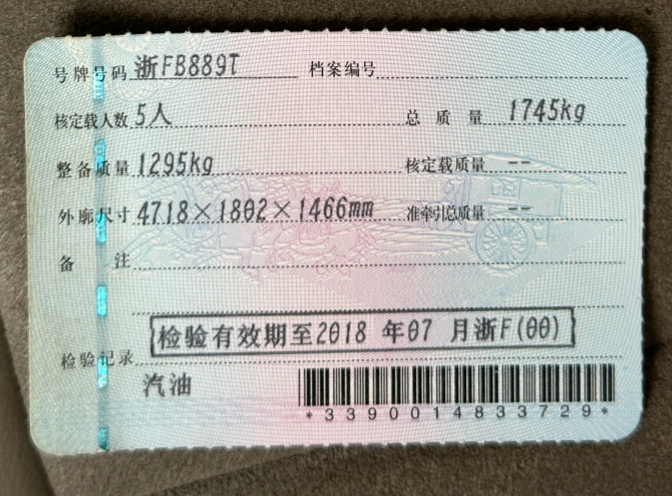 号牌号码 浙FB889T 档案编号
核定载人数 5人 总质量 1745kg
整备质量 1295kg 核定载质量 --
外廓尺寸 4718×1802×1466mm 准牵引总质量 --
备注
检验有效期至2018 年07 月浙F(00)
检验记录
汽油
*3390014833729*